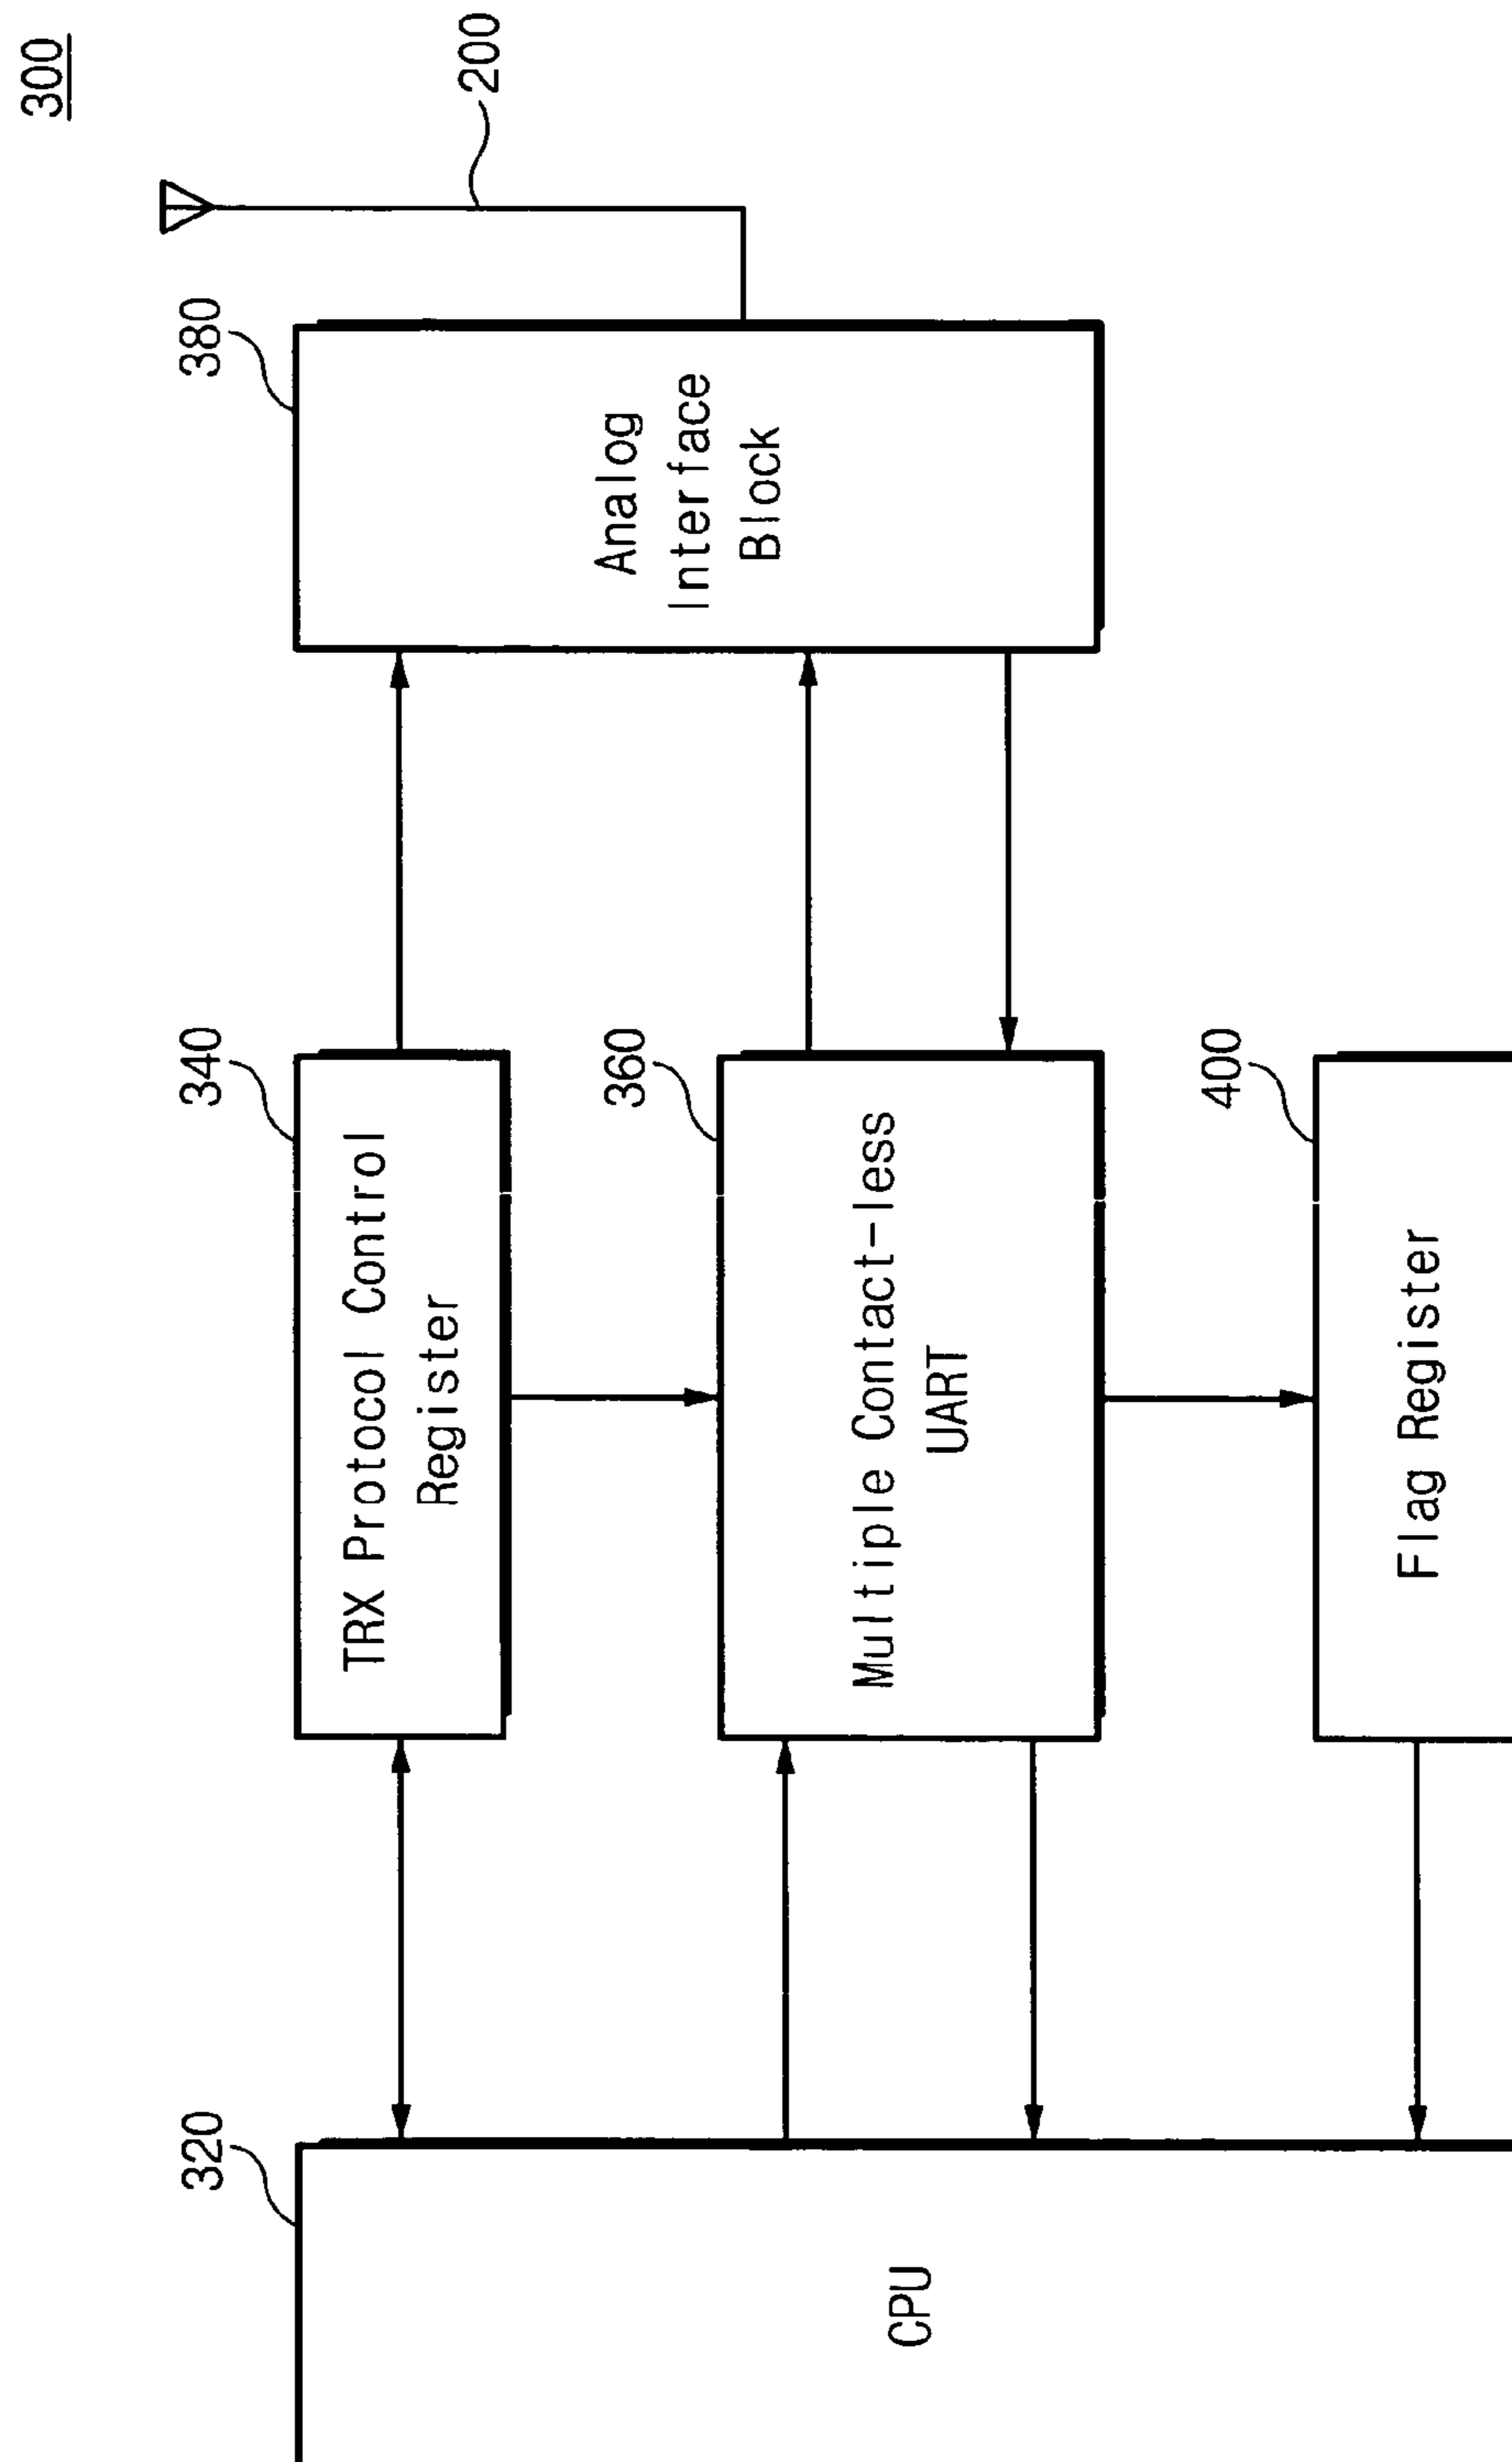 300
320
CPU
340
TRX Protocol Control
Register
360
Multiple Contact-less
UART
400
Flag Register
380
Analog
Interface
Block
200